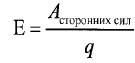 E = Aсторонних сил / q